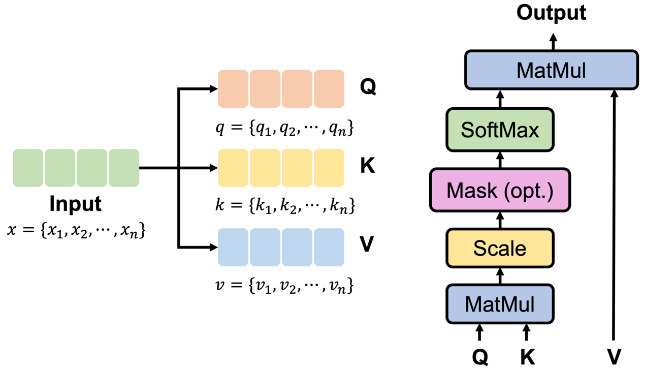 Input
x = {x₁, x₂, ⋯, xₙ}
Q
q = {q₁, q₂, ⋯, qₙ}
K
k = {k₁, k₂, ⋯, kₙ}
V
v = {v₁, v₂, ⋯, vₙ}
Output
MatMul
SoftMax
Mask (opt.)
Scale
MatMul
Q K V